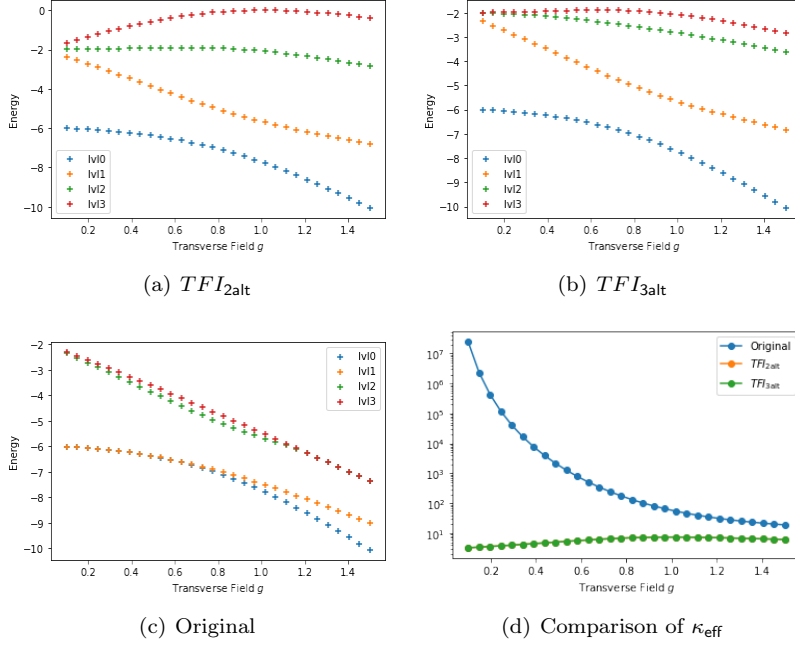 0
−2
−4
−6
−8
−10
Energy
lvl0
lvl1
lvl2
lvl3
0.2 0.4 0.6 0.8 1.0 1.2 1.4
Transverse Field g
(a) TFI2alt
−2
−3
−4
−5
−6
−7
−8
−9
−10
Energy
lvl0
lvl1
lvl2
lvl3
0.2 0.4 0.6 0.8 1.0 1.2 1.4
Transverse Field g
(b) TFI3alt
−2
−3
−4
−5
−6
−7
−8
−9
−10
Energy
lvl0
lvl1
lvl2
lvl3
0.2 0.4 0.6 0.8 1.0 1.2 1.4
Transverse Field g
(c) Original
10^7
10^6
10^5
10^4
10^3
10^2
10^1
Original
TFI2alt
TFI3alt
0.2 0.4 0.6 0.8 1.0 1.2 1.4
Transverse Field g
(d) Comparison of κeff